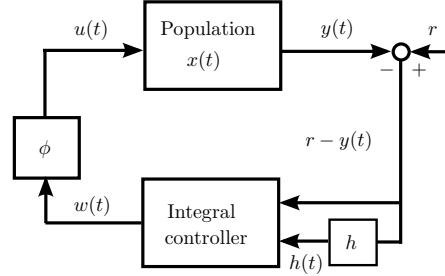 u(t)
Population
x(t)
y(t)
r
− +
r − y(t)
ϕ
w(t)
Integral
controller
h(t)
h